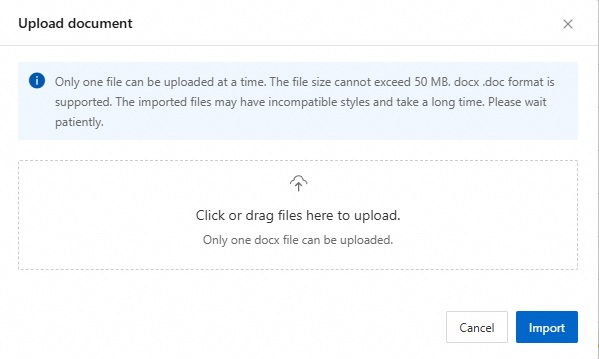 Upload document
Only one file can be uploaded at a time. The file size cannot exceed 50 MB. docx .doc format is
supported. The imported files may have incompatible styles and take a long time. Please wait
patiently.
Click or drag files here to upload.
Only one docx file can be uploaded.
Cancel
Import